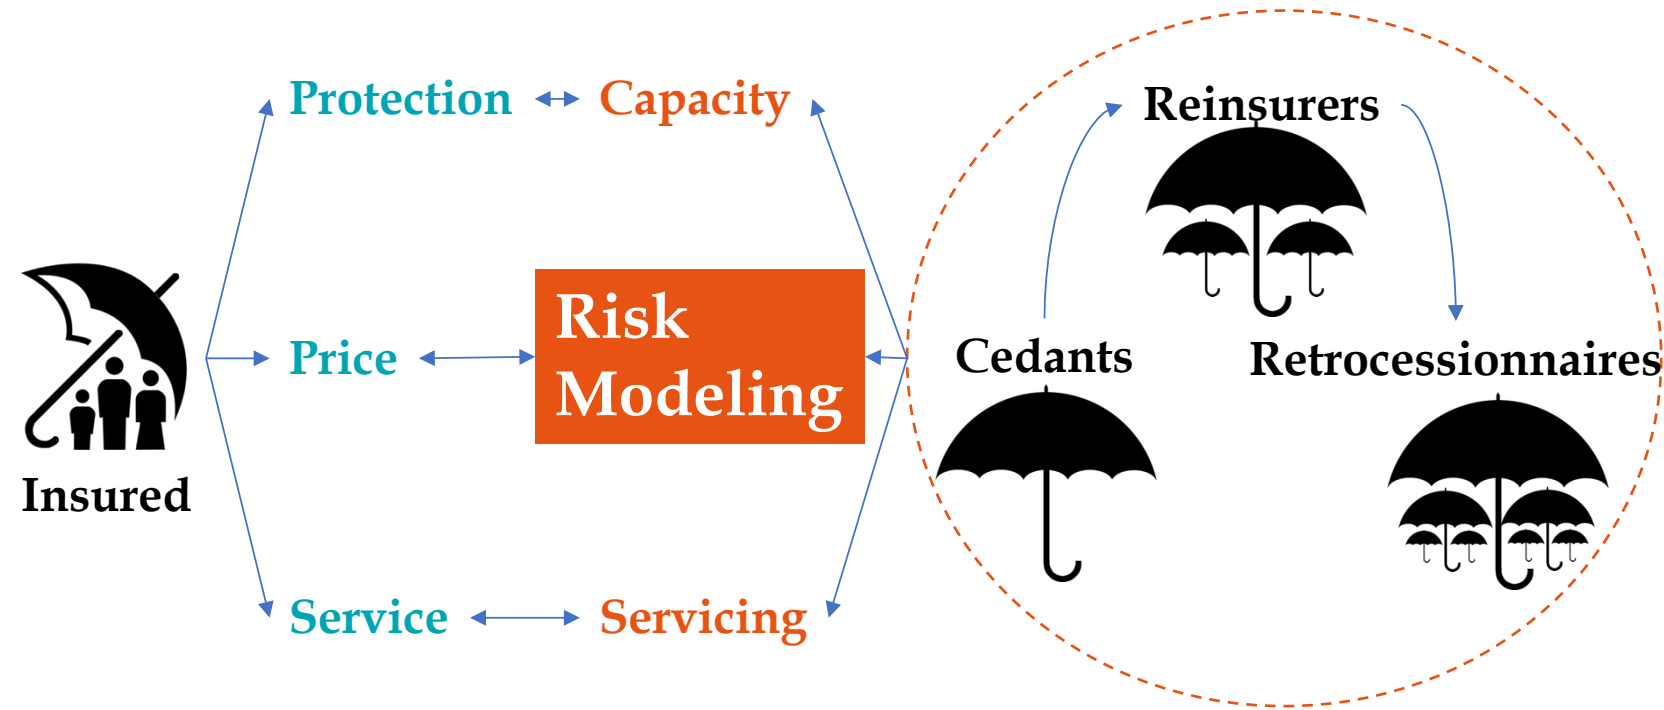 Protection
Capacity
Reinsurers
Risk
Modeling
Price
Cedants
Retrocessionnaires
Insured
Service
Servicing